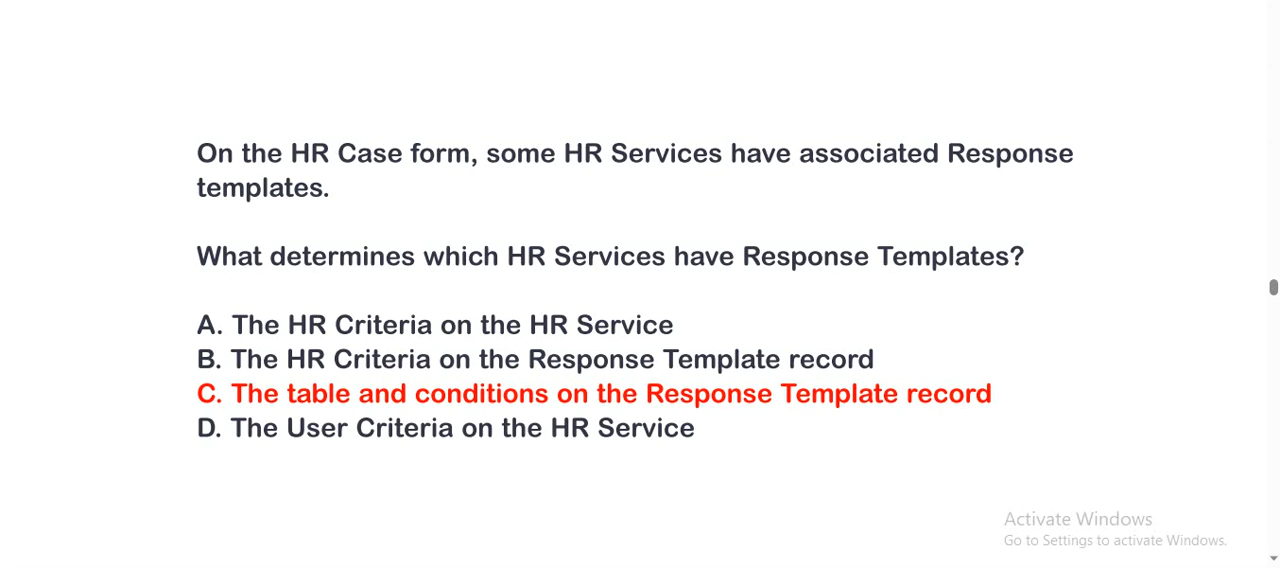 On the HR Case form, some HR Services have associated Response
templates.
What determines which HR Services have Response Templates?
A. The HR Criteria on the HR Service
B. The HR Criteria on the Response Template record
C. The table and conditions on the Response Template record
D. The User Criteria on the HR Service
Activate Windows
Go to Settings to activate Windows.